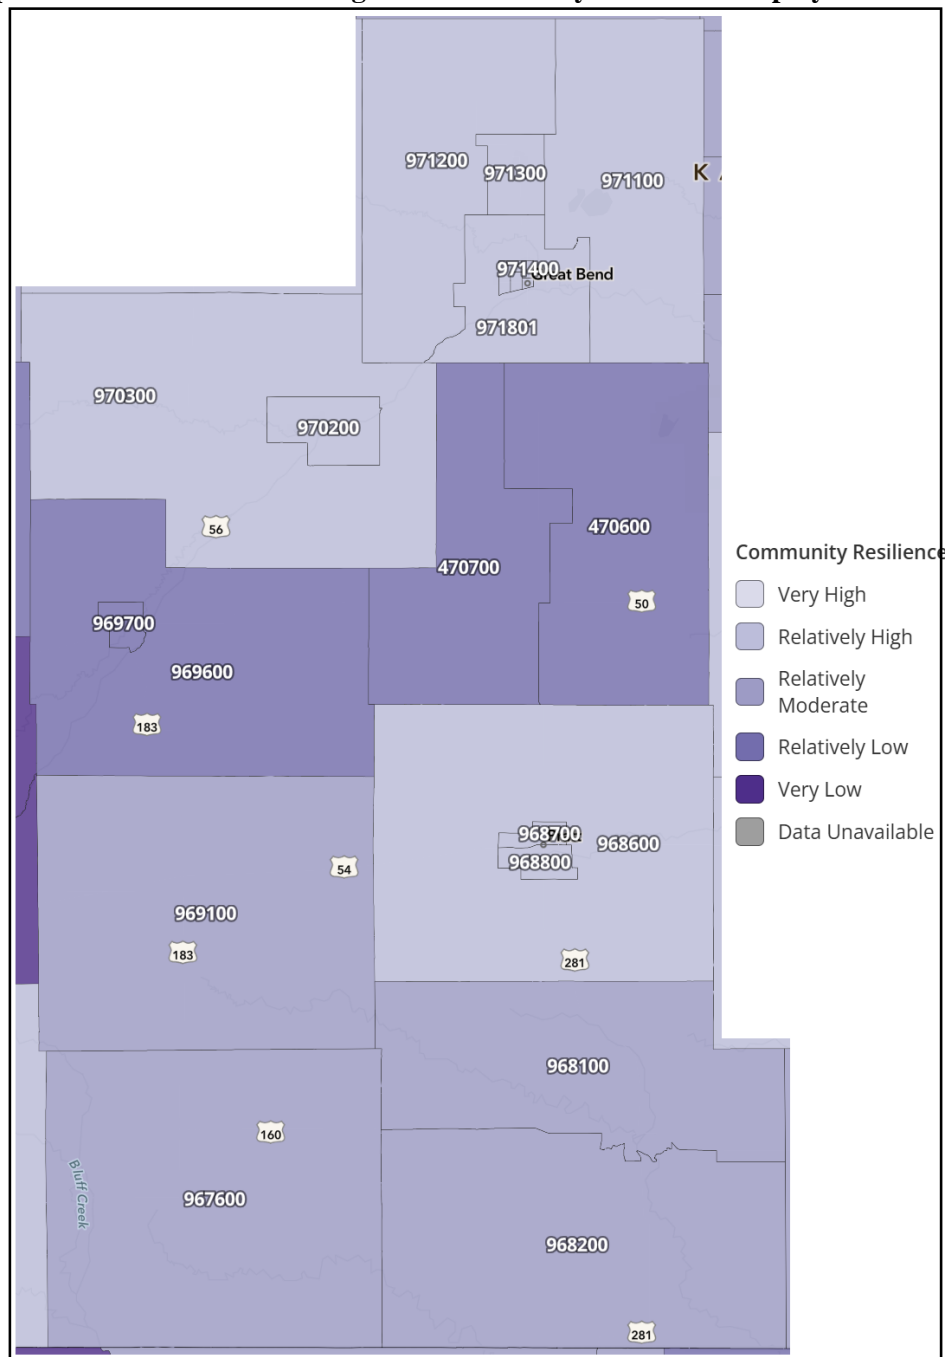 971200
971300
971100
K
971400
Great Bend
971801
970300
970200
56
470600
470700
50
969700
969600
183
Community Resilience
Very High
Relatively High
Relatively
Moderate
Relatively Low
Very Low
Data Unavailable
968700
968600
968800
54
969100
183
281
968100
160
Bluff Creek
967600
968200
281